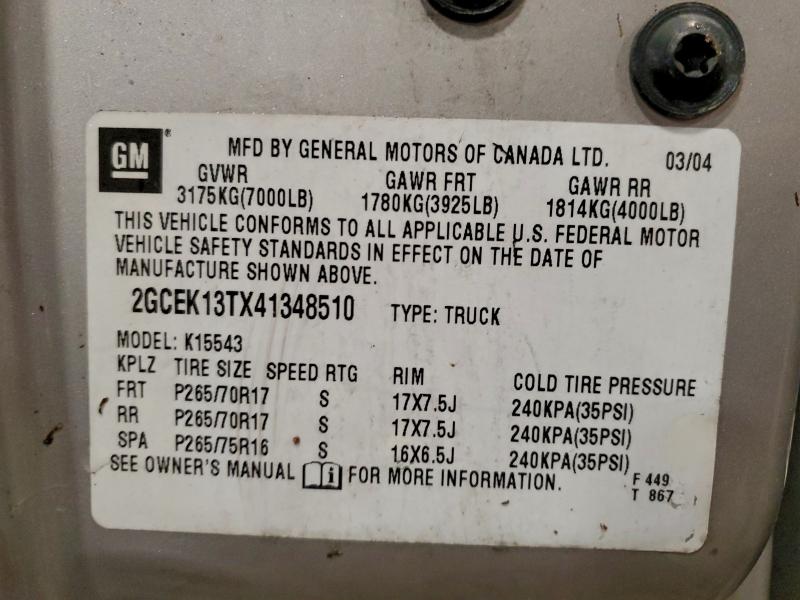 GM® MFD BY GENERAL MOTORS OF CANADA LTD. 03/04
GVWR GAWR FRT GAWR RR
3175KG(7000LB) 1780KG(3925LB) 1814KG(4000LB)
THIS VEHICLE CONFORMS TO ALL APPLICABLE U.S. FEDERAL MOTOR
VEHICLE SAFETY STANDARDS IN EFFECT ON THE DATE OF
MANUFACTURE SHOWN ABOVE.
2GCEK13TX41348510 TYPE: TRUCK
MODEL: K15543
KPLZ TIRE SIZE SPEED RTG RIM COLD TIRE PRESSURE
FRT P265/70R17 S 17X7.5J 240KPA(35PSI)
RR P265/70R17 S 17X7.5J 240KPA(35PSI)
SPA P265/75R16 S 16X6.5J 240KPA(35PSI)
SEE OWNER'S MANUAL i FOR MORE INFORMATION.
F 449
T 867